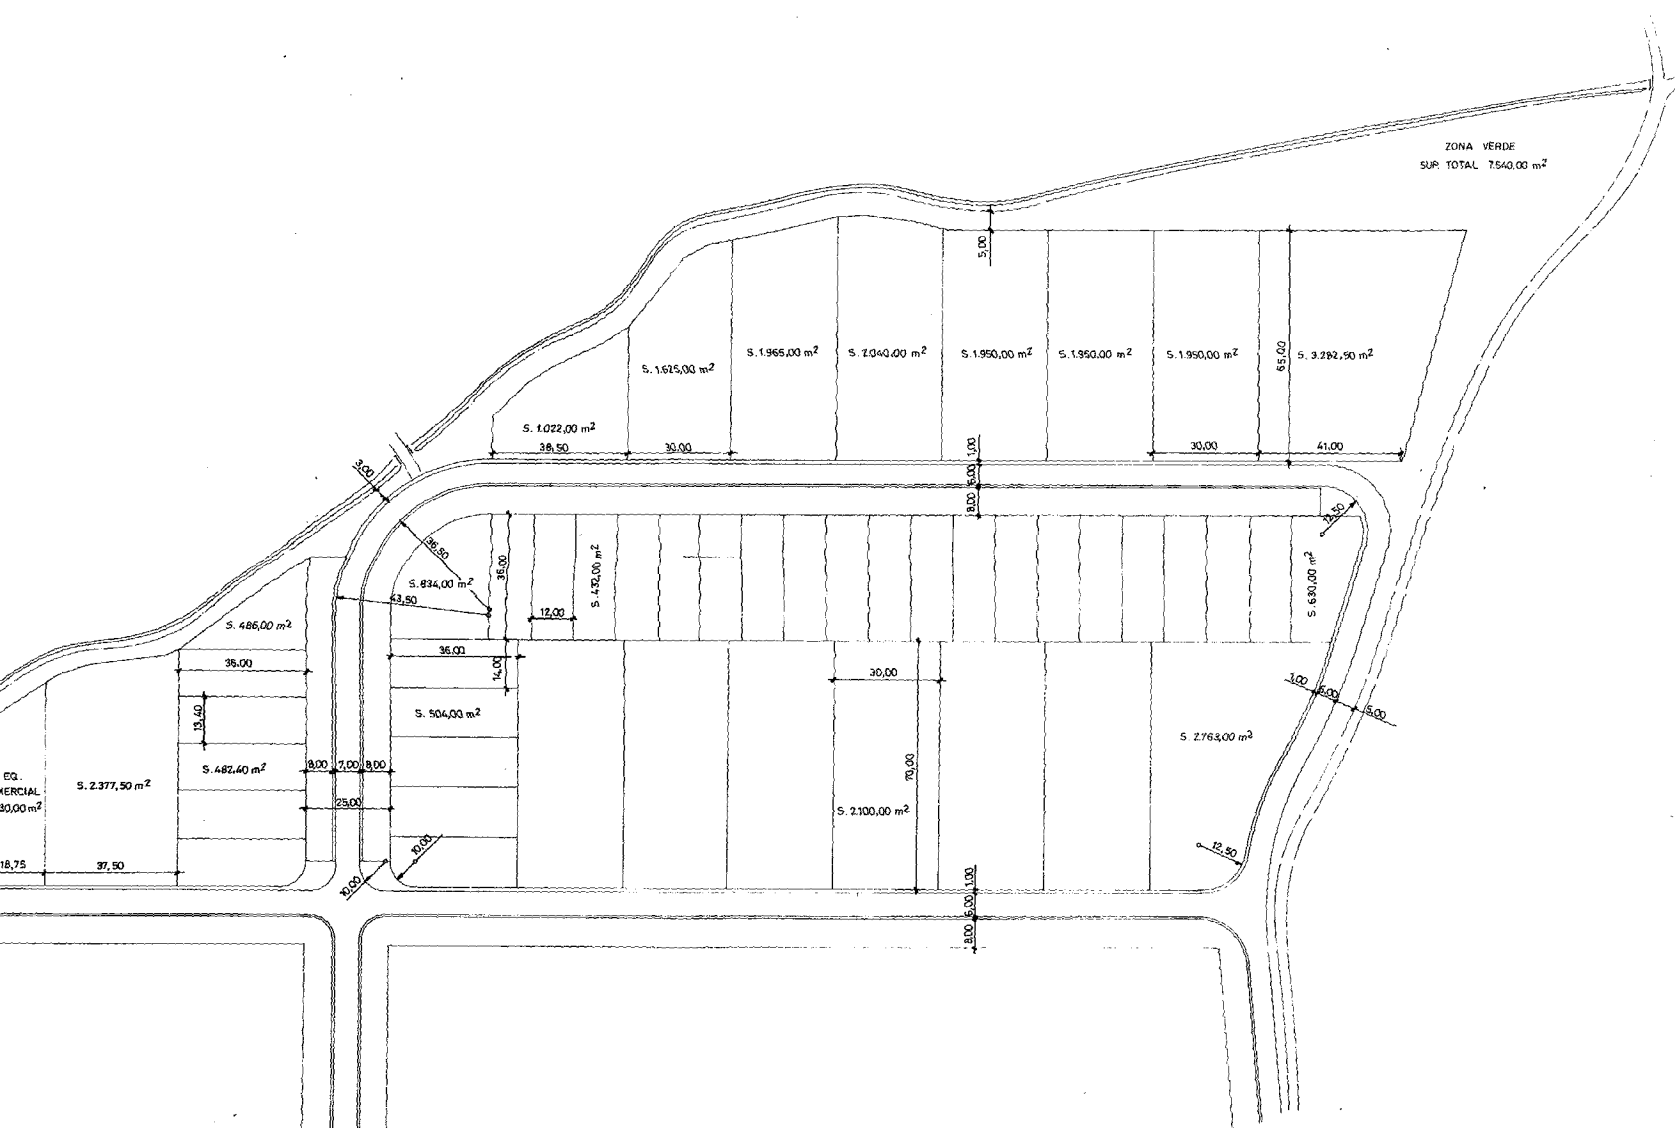 ZONA VERDE
SUP. TOTAL 7.540,00 m²
5,00
S. 1.965,00 m²
S. 2.040,00 m²
S. 1.950,00 m²
S. 1.950,00 m²
S. 1.950,00 m²
65,00
S. 3.282,50 m²
S. 1.625,00 m²
S. 1.022,00 m²
38,50
30,00
1,00
30,00
41,00
3,00
6,00
8,00
12,50
36,50
S. 834,00 m²
36,00
S. 432,00 m²
S. 630,00 m²
43,50
12,00
S. 486,00 m²
36,00
36,00
14,00
30,00
1,00
6,00
5,00
13,40
S. 504,00 m²
S. 2.763,00 m²
EQ.
S. 482,40 m²
8,00
7,00
8,00
70,00
MERCIAL
S. 2.377,50 m²
30,00 m²
25,00
S. 2.100,00 m²
10,00
12,50
18,75
37,50
10,00
1,00
6,00
8,00